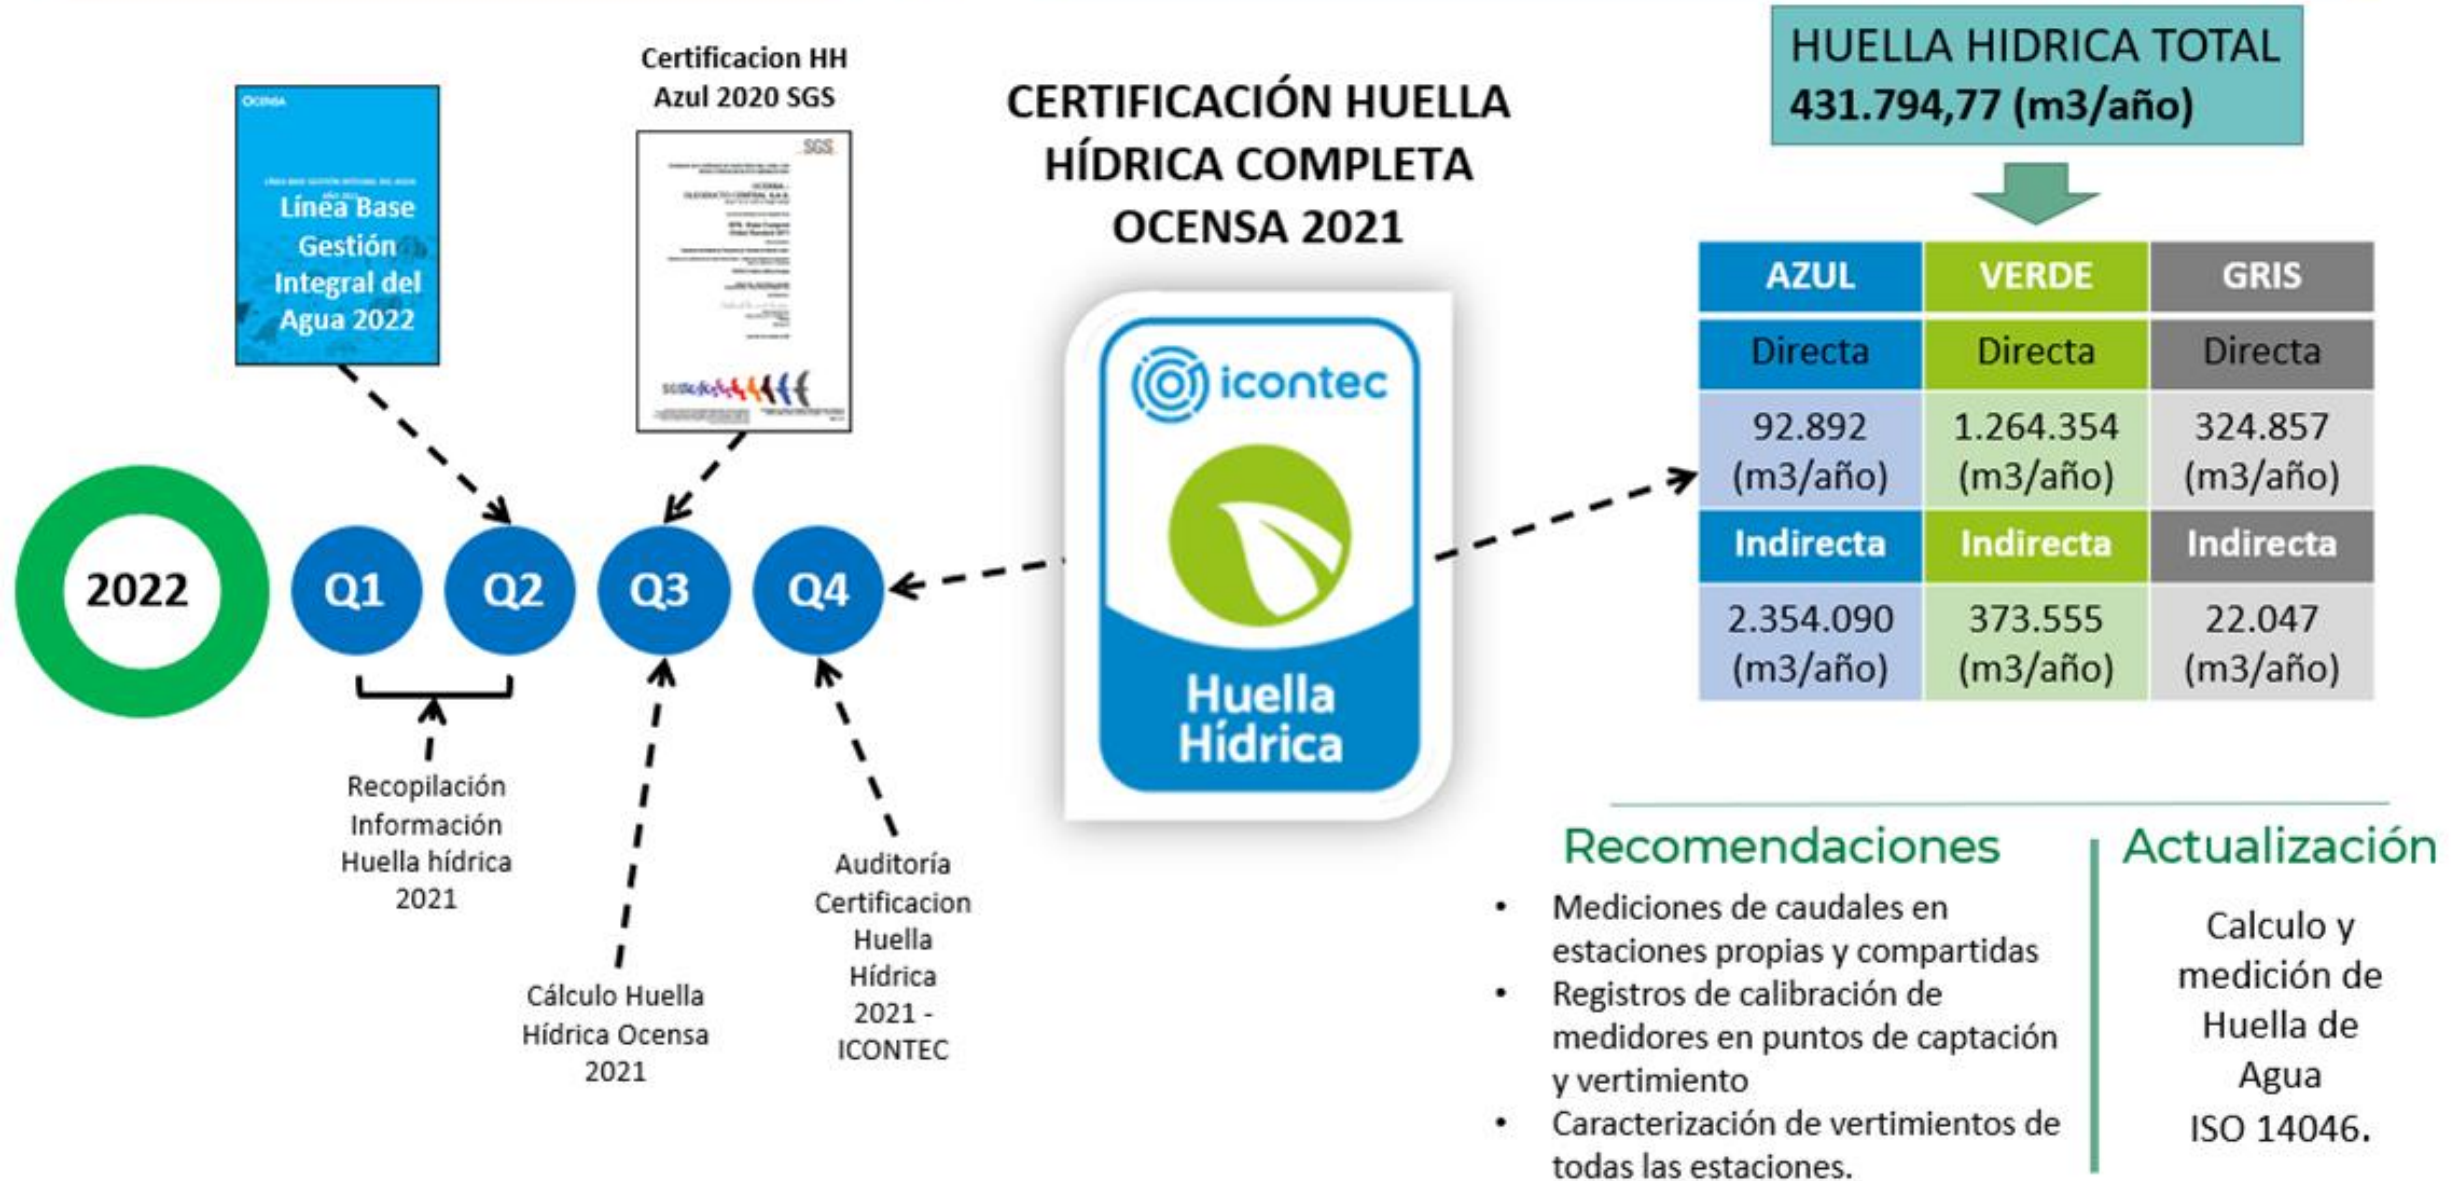 Certificacion HH
Azul 2020 SGS
OCENSA
Línea Base
Gestión
Integral del
Agua 2022
SGS
CERTIFICACIÓN HUELLA
HÍDRICA COMPLETA
OCENSA 2021
HUELLA HIDRICA TOTAL
431.794,77 (m3/año)
icontec
Huella
Hídrica
2022
Q1
Q2
Q3
Q4
Recopilación
Información
Huella hídrica
2021
Cálculo Huella
Hídrica Ocensa
2021
Auditoría
Certificacion
Huella
Hídrica
2021 -
ICONTEC
AZUL VERDE GRIS
Directa Directa Directa
92.892 1.264.354 324.857
(m3/año) (m3/año) (m3/año)
Indirecta Indirecta Indirecta
2.354.090 373.555 22.047
(m3/año) (m3/año) (m3/año)
Recomendaciones
• Mediciones de caudales en
estaciones propias y compartidas
• Registros de calibración de
medidores en puntos de captación
y vertimiento
• Caracterización de vertimientos de
todas las estaciones.
Actualización
Calculo y
medición de
Huella de
Agua
ISO 14046.